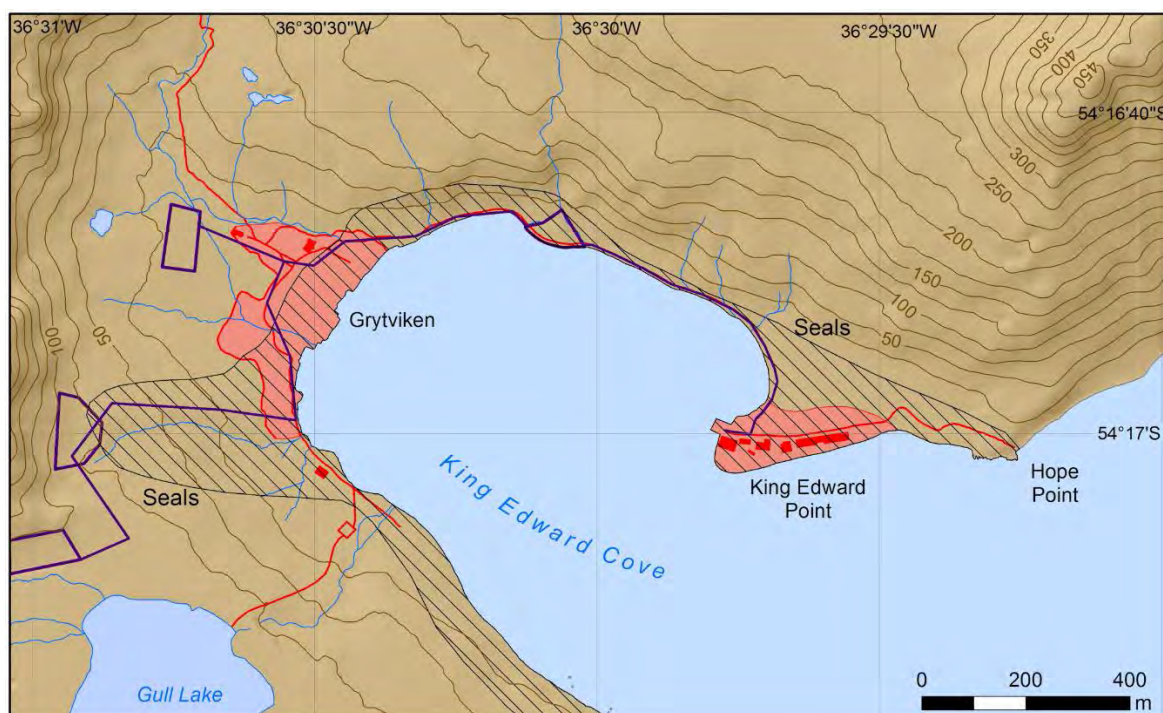 36°31'W
36°30'30"W
36°30'W
36°29'30"W
350
400
450
54°16'40"S
300
250
200
150
100
50
Seals
Grytviken
100
50
54°17'S
Hope
Point
King Edward
Point
Seals
King Edward Cove
Gull Lake
0 200 400
m